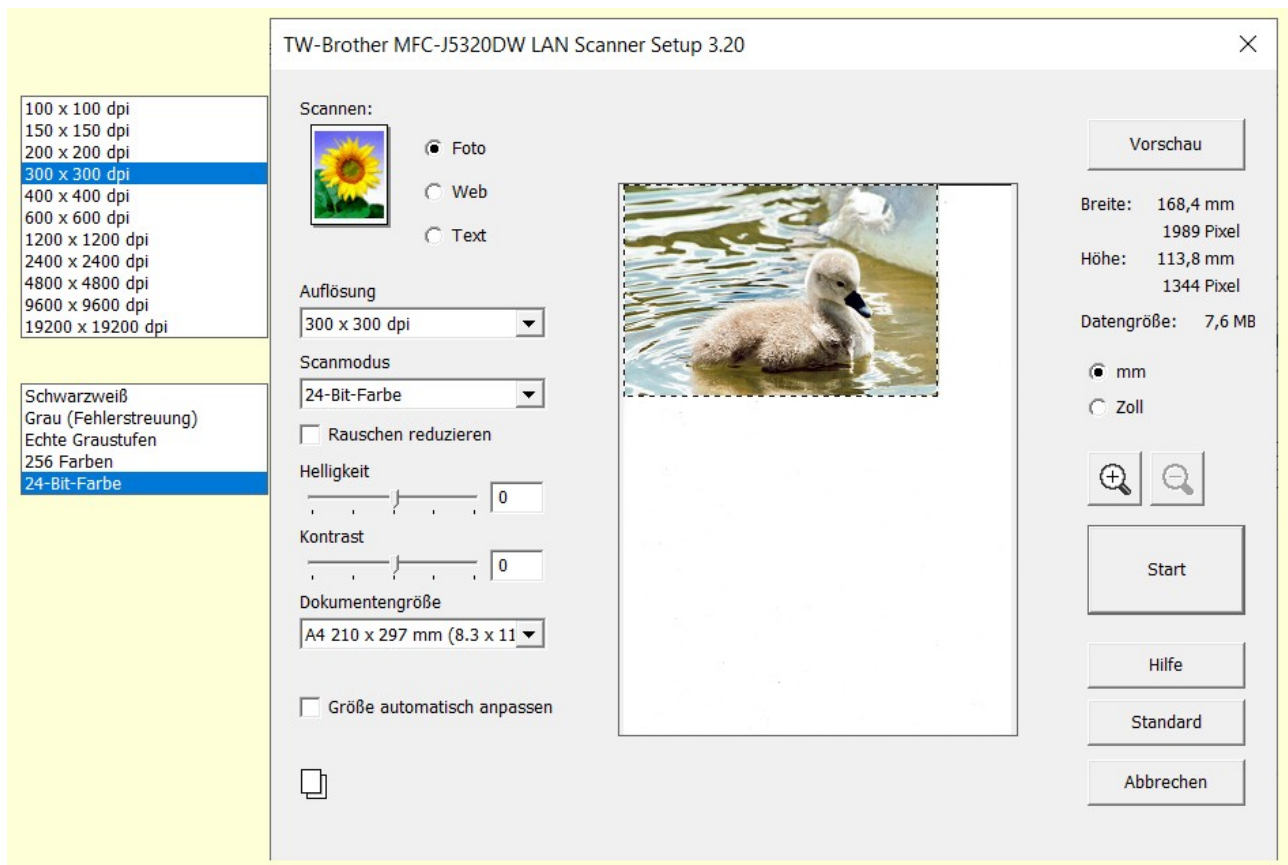 TW-Brother MFC-J5320DW LAN Scanner Setup 3.20
100 x 100 dpi
150 x 150 dpi
200 x 200 dpi
300 x 300 dpi
400 x 400 dpi
600 x 600 dpi
1200 x 1200 dpi
2400 x 2400 dpi
4800 x 4800 dpi
9600 x 9600 dpi
19200 x 19200 dpi
Schwarzweiß
Grau (Fehlerstreuung)
Echte Graustufen
256 Farben
24-Bit-Farbe
Scannen:
Foto
Web
Text
Auflösung
300 x 300 dpi
Scanmodus
24-Bit-Farbe
Rauschen reduzieren
Helligkeit
0
Kontrast
0
Dokumentengröße
A4 210 x 297 mm (8.3 x 11
Größe automatisch anpassen
Vorschau
Breite: 168,4 mm
1989 Pixel
Höhe: 113,8 mm
1344 Pixel
Datengröße: 7,6 MB
mm
Zoll
Start
Hilfe
Standard
Abbrechen